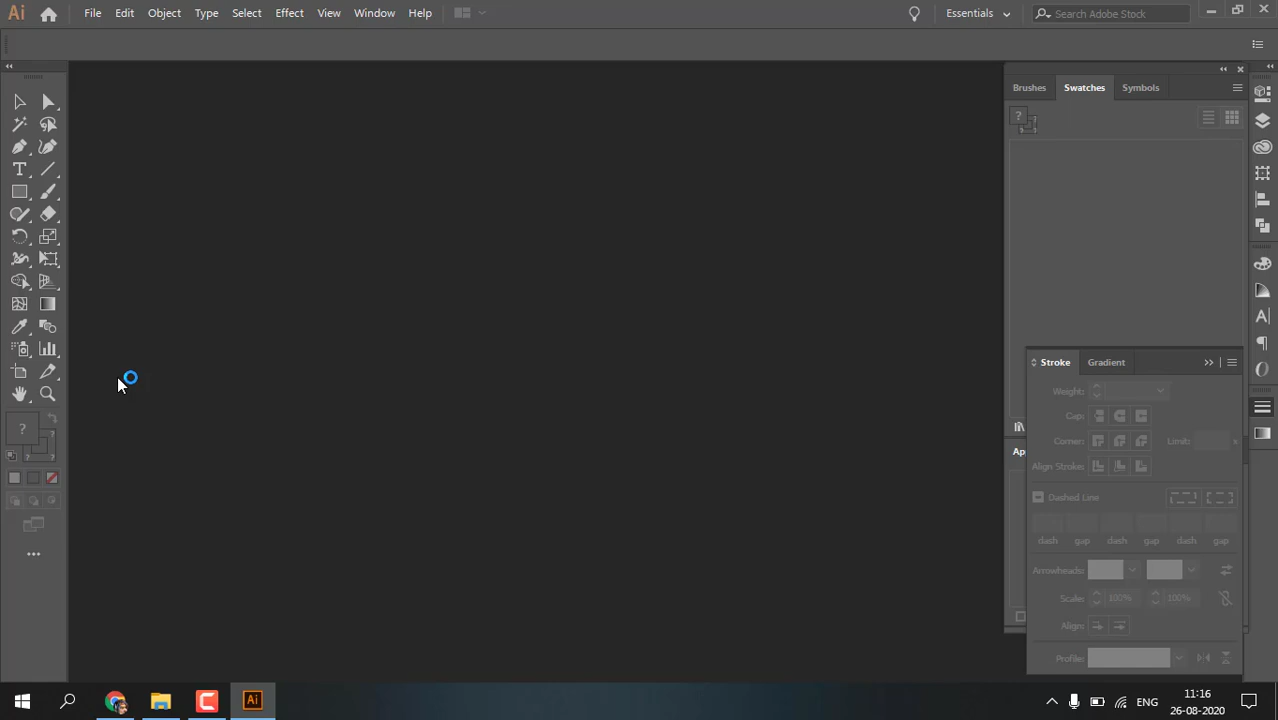 Ai File Edit Object Type Select Effect View Window Help Essentials Search Adobe Stock
Brushes Swatches Symbols
?
?
T
Stroke Gradient
Weight:
Cap:
Corner: Limit: x
Align Stroke:
Ap
Dashed Line
dash gap dash gap dash gap
Arrowheads:
Scale: 100% 100%
Align:
Profile:
Ai ENG 11:16
26-08-2020